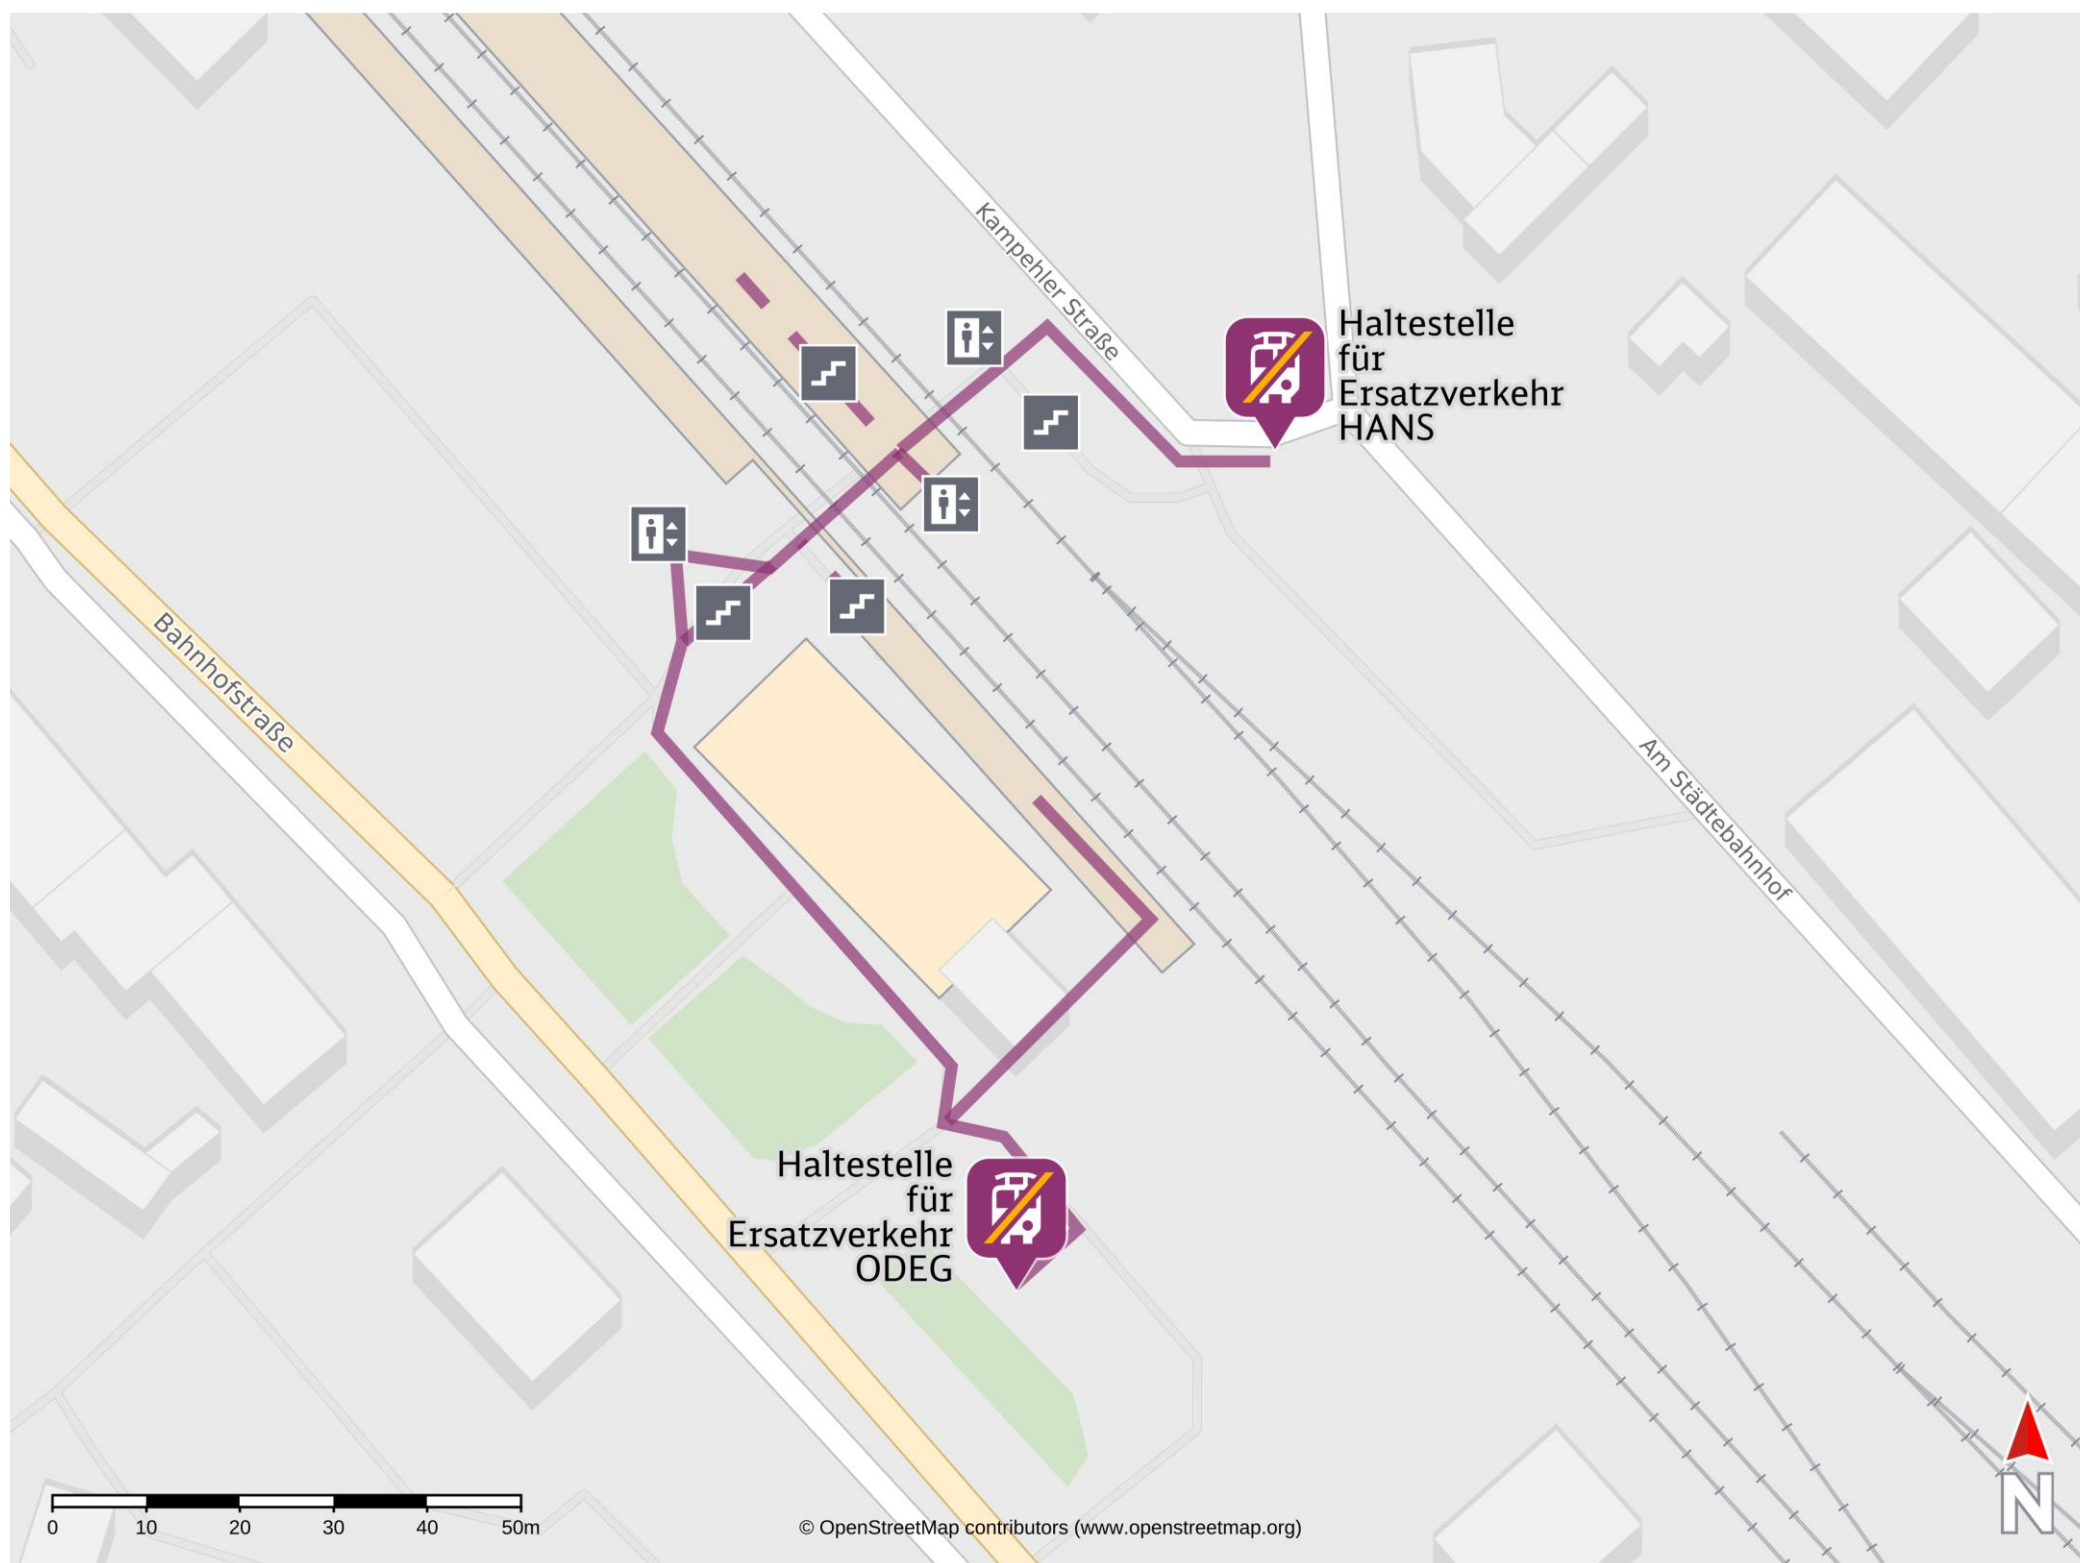 Kampehler Straße
Haltestelle
für
Ersatzverkehr
HANS
Bahnhofstraße
Am Städtebahnhof
Haltestelle
für
Ersatzverkehr
ODEG
0 10 20 30 40 50m
© OpenStreetMap contributors (www.openstreetmap.org)
N